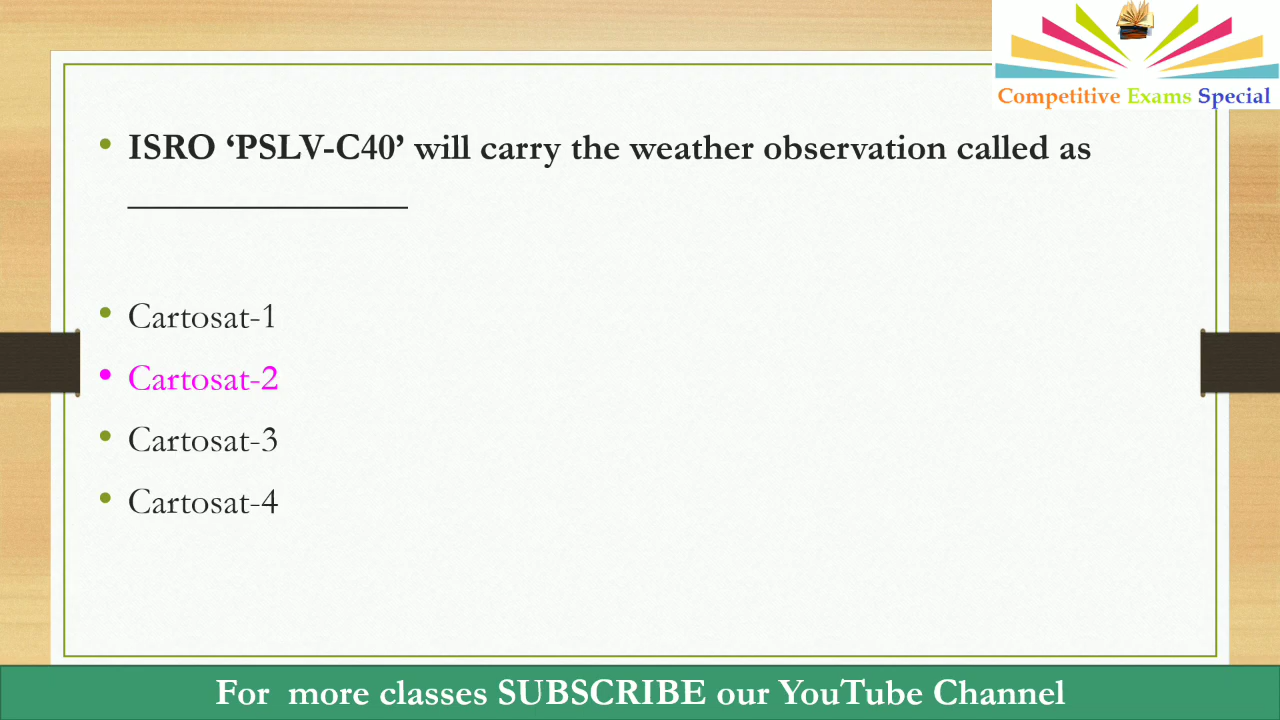 Competitive Exams Special
• ISRO ‘PSLV-C40’ will carry the weather observation called as
_______________
• Cartosat-1
• Cartosat-2
• Cartosat-3
• Cartosat-4
For more classes SUBSCRIBE our YouTube Channel